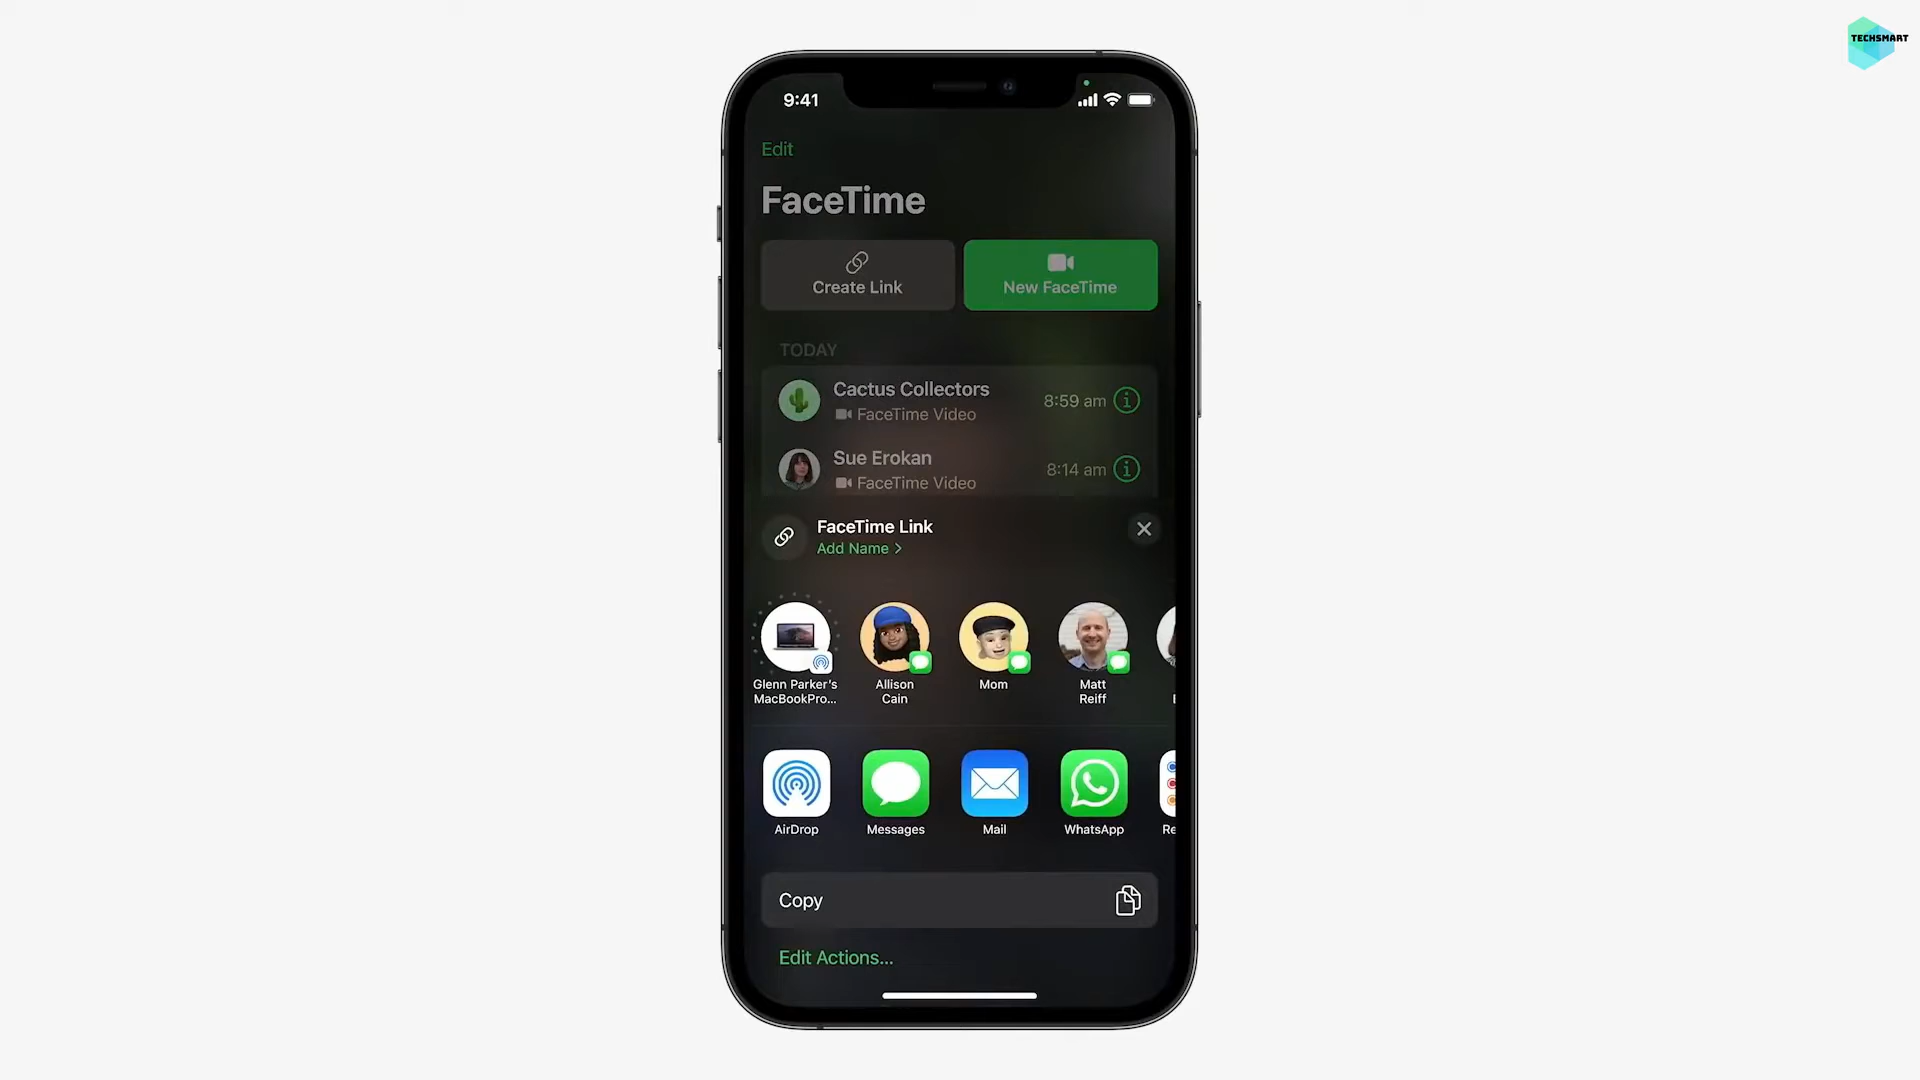 TECHSMART
9:41
Edit
FaceTime
Create Link
New FaceTime
TODAY
Cactus Collectors
FaceTime Video
8:59 am
Sue Erokan
FaceTime Video
8:14 am
FaceTime Link
Add Name >
Glenn Parker's
MacBookPro...
Allison
Cain
Mom
Matt
Reiff
AirDrop
Messages
Mail
WhatsApp
Re
Copy
Edit Actions...